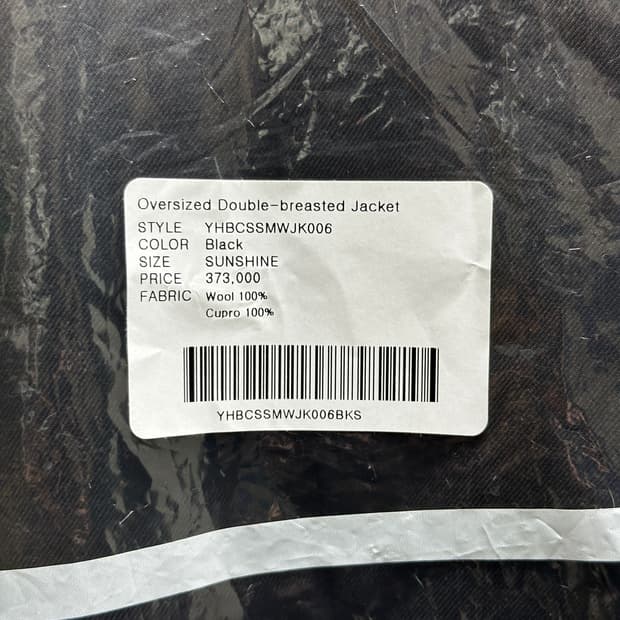 Oversized Double-breasted Jacket
STYLE YHBCSSMWJK006
COLOR Black
SIZE SUNSHINE
PRICE 373,000
FABRIC Wool 100%
Cupro 100%
YHBCSSMWJK006BKS